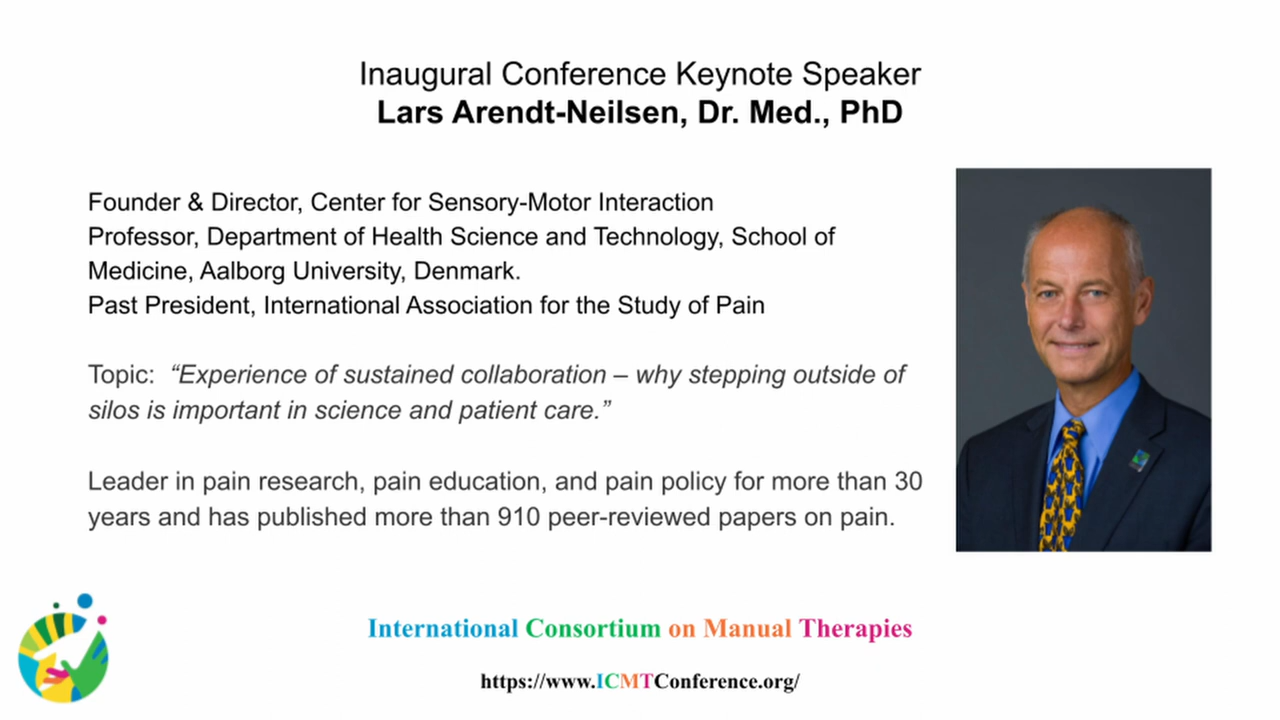 Inaugural Conference Keynote Speaker
Lars Arendt-Neilsen, Dr. Med., PhD
Founder & Director, Center for Sensory-Motor Interaction
Professor, Department of Health Science and Technology, School of
Medicine, Aalborg University, Denmark.
Past President, International Association for the Study of Pain
Topic:  “Experience of sustained collaboration – why stepping outside of
silos is important in science and patient care.”
Leader in pain research, pain education, and pain policy for more than 30
years and has published more than 910 peer-reviewed papers on pain.
International Consortium on Manual Therapies
https://www.ICMTConference.org/